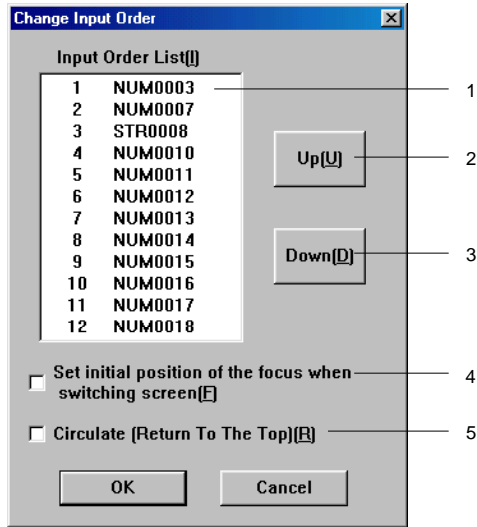 Change Input Order
Input Order List(I)
1 NUM0003
2 NUM0007
3 STR0008
4 NUM0010
5 NUM0011
6 NUM0012
7 NUM0013
8 NUM0014
9 NUM0015
10 NUM0016
11 NUM0017
12 NUM0018
Up(U)
Down(D)
Set initial position of the focus when
switching screen(F)
Circulate (Return To The Top)(R)
OK
Cancel
1
2
3
4
5